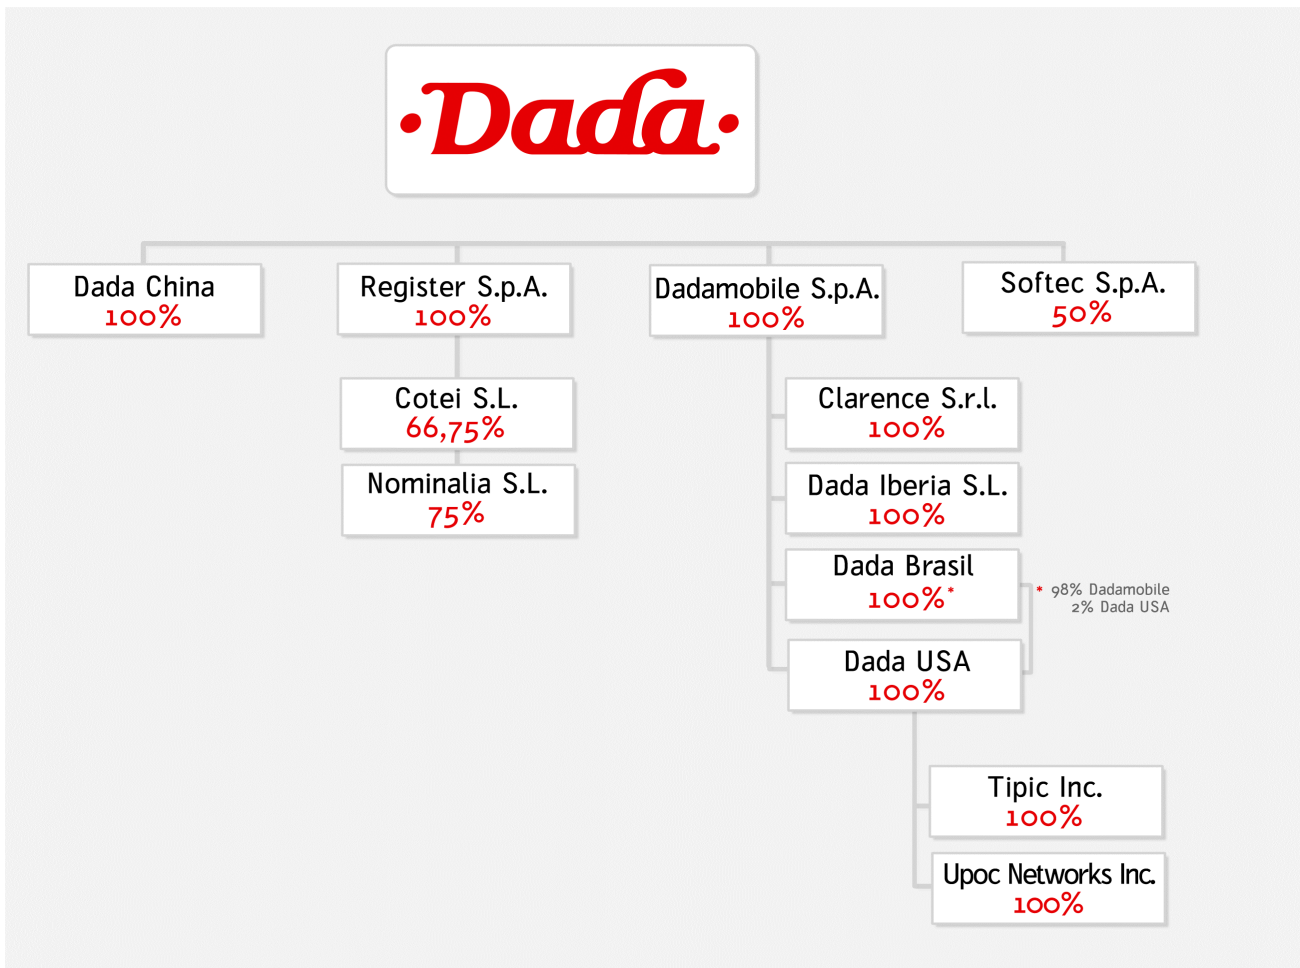 Dada
Dada China
100%
Register S.p.A.
100%
Dadamobile S.p.A.
100%
Softec S.p.A.
50%
Cotei S.L.
66,75%
Nominalia S.L.
75%
Clarence S.r.l.
100%
Dada Iberia S.L.
100%
Dada Brasil
100%*
* 98% Dadamobile
2% Dada USA
Dada USA
100%
Tipic Inc.
100%
Upoc Networks Inc.
100%